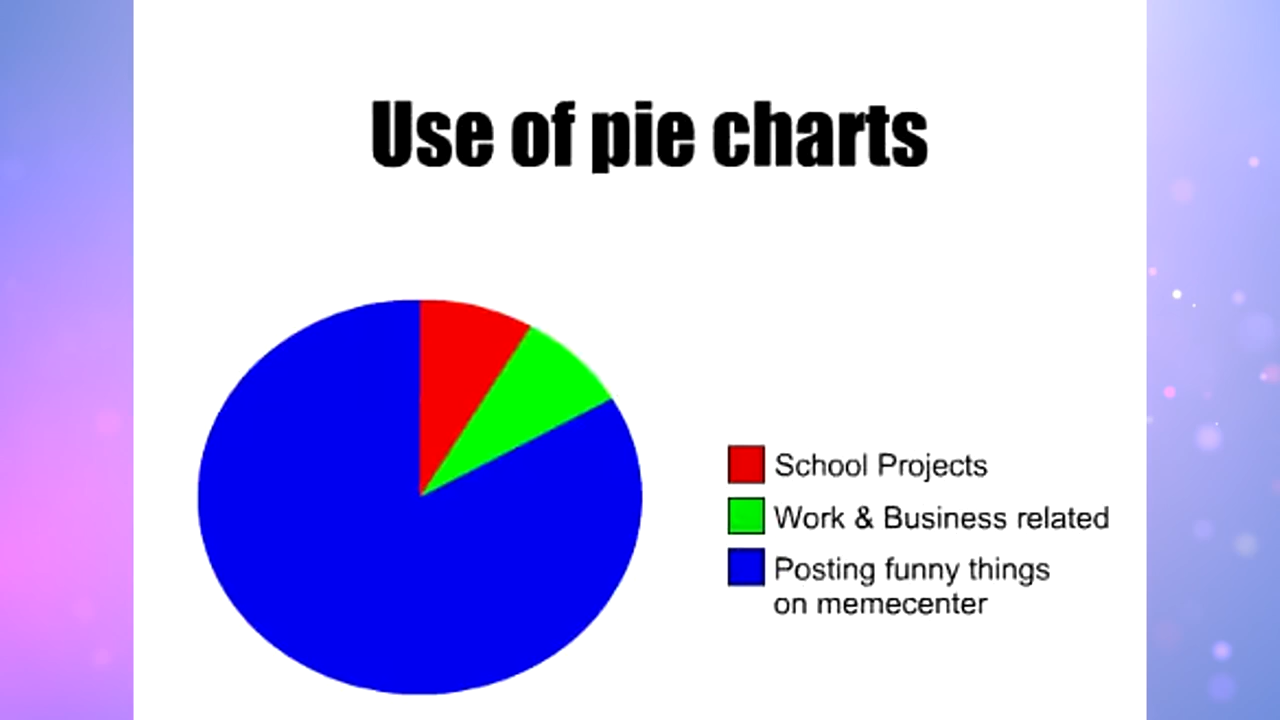 Use of pie charts
School Projects
Work & Business related
Posting funny things
on memecenter